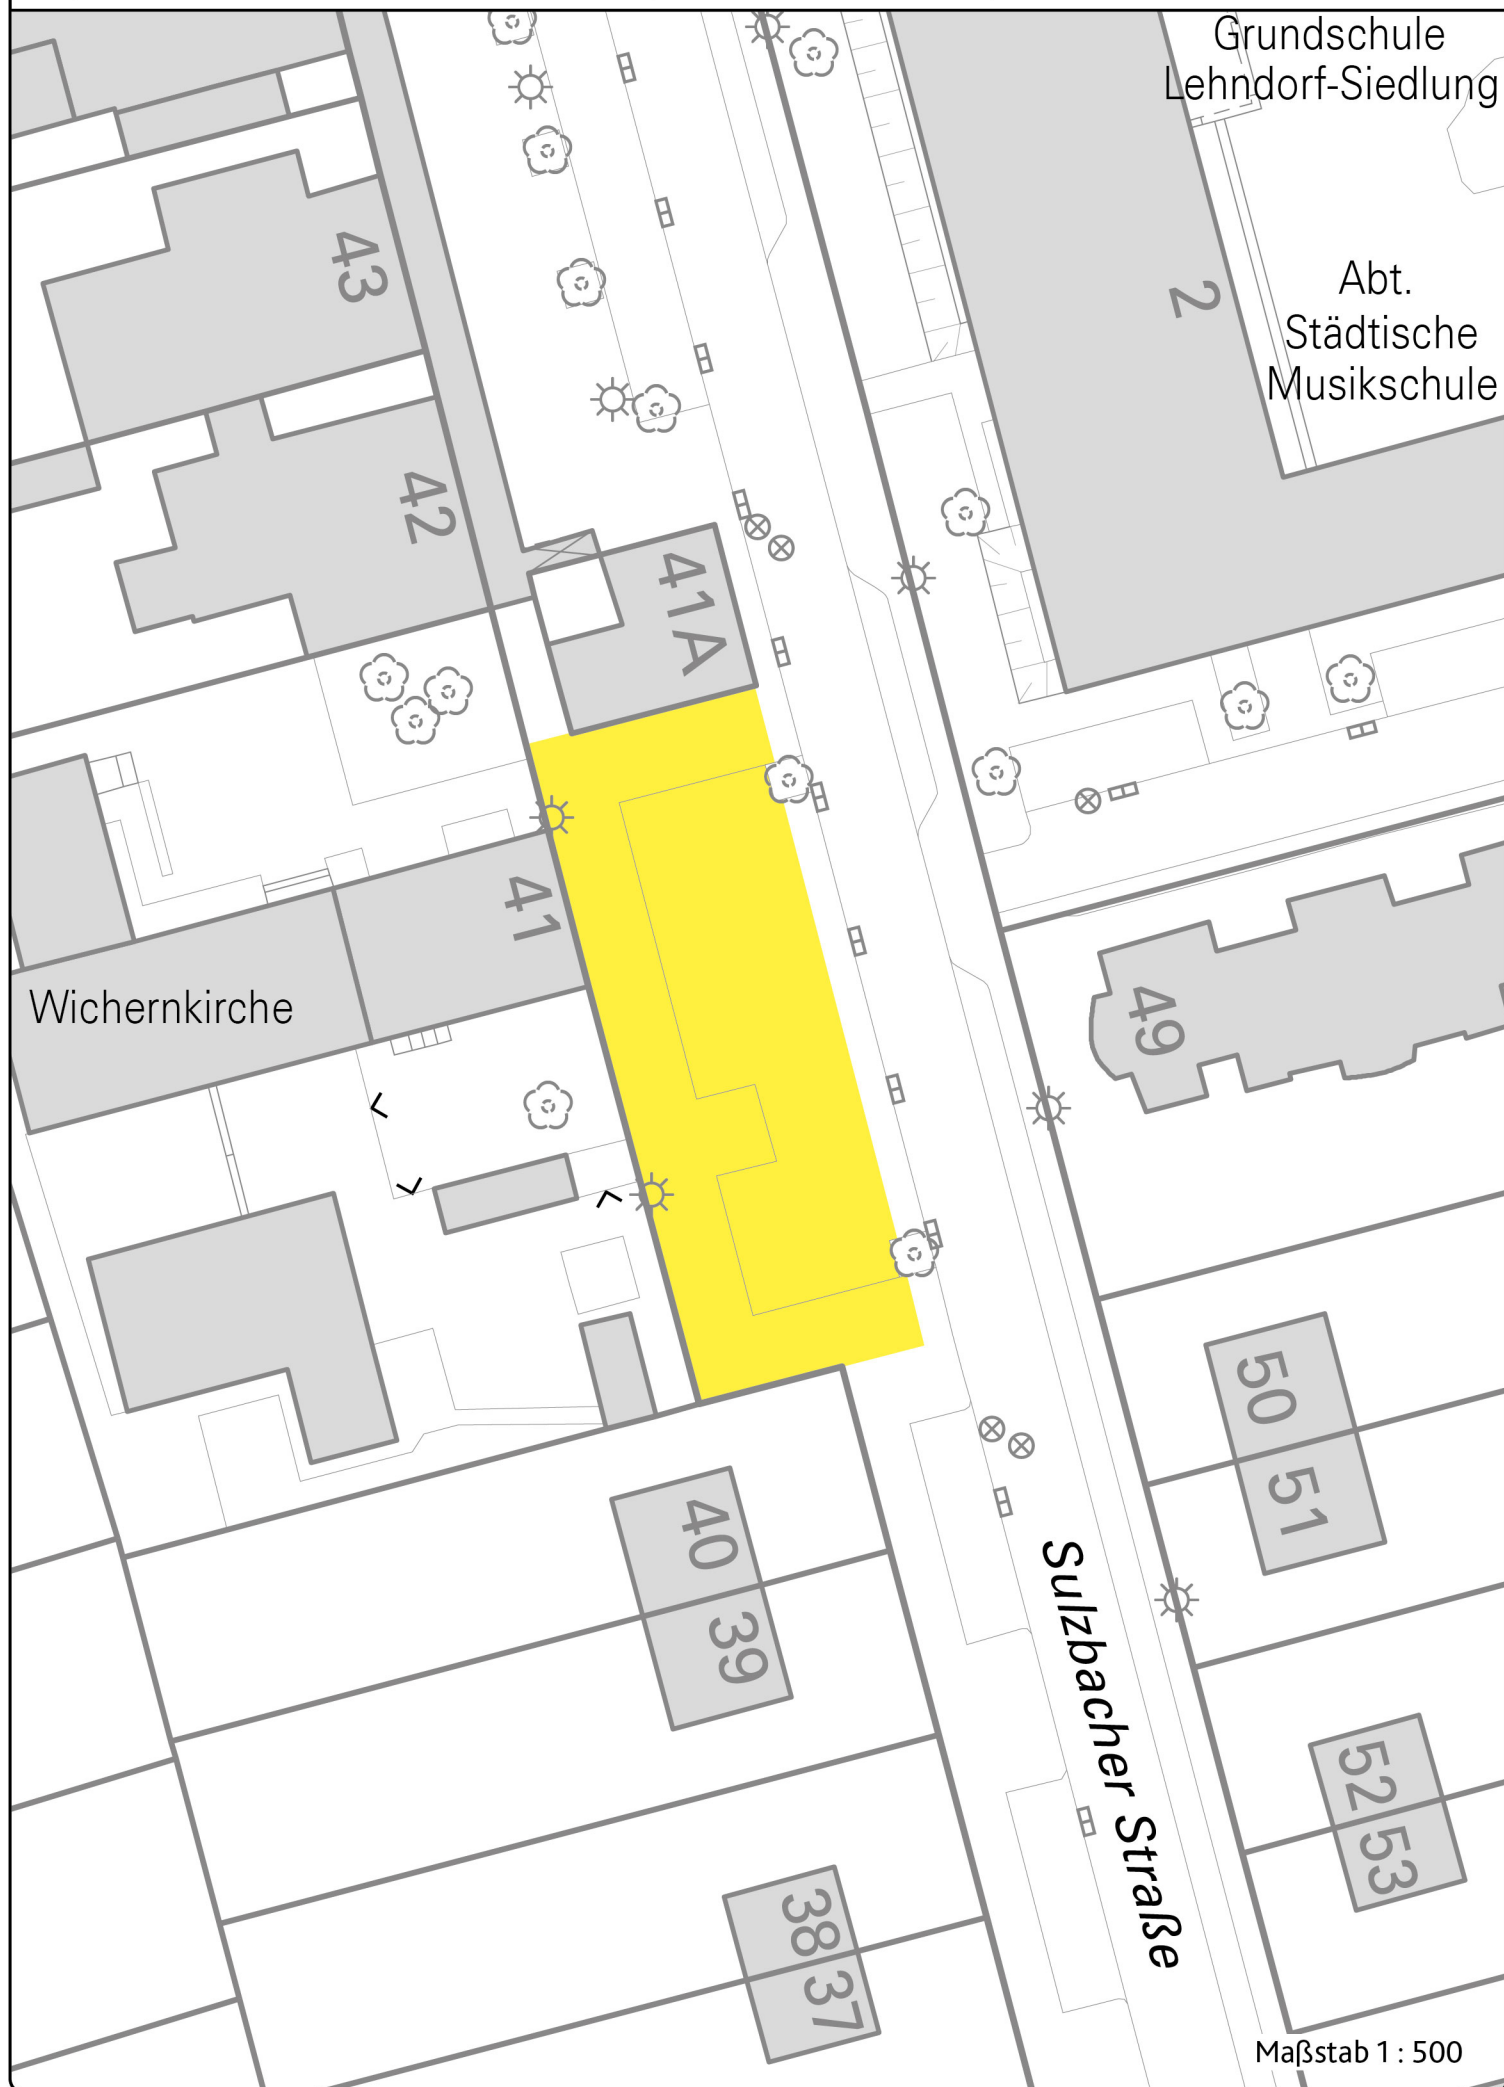 Grundschule
Lehndorf-Siedlung
43
2
Abt.
Städtische
Musikschule
42
41 A
41
Wichernkirche
49
50
51
40
39
Sulzbacher Straße
52
53
38
37
Maßstab 1 : 500